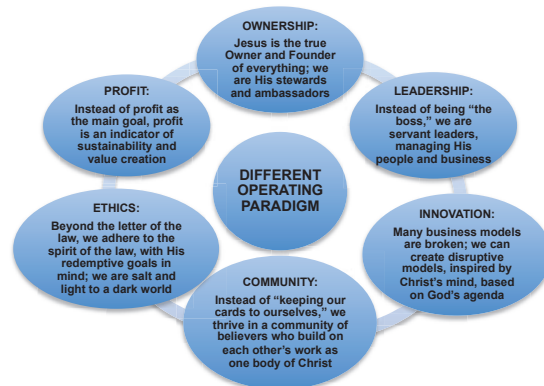 OWNERSHIP:
Jesus is the true
Owner and Founder
of everything; we
are His stewards
and ambassadors
LEADERSHIP:
Instead of being “the
boss,” we are
servant leaders,
managing His
people and business
INNOVATION:
Many business models
are broken; we can
create disruptive
models, inspired by
Christ’s mind, based
on God’s agenda
COMMUNITY:
Instead of “keeping our
cards to ourselves,” we
thrive in a community of
believers who build on
each other’s work as
one body of Christ
ETHICS:
Beyond the letter of the
law, we adhere to the
spirit of the law, with His
redemptive goals in
mind; we are salt and
light to a dark world
PROFIT:
Instead of profit as
the main goal, profit
is an indicator of
sustainability and
value creation
DIFFERENT
OPERATING
PARADIGM